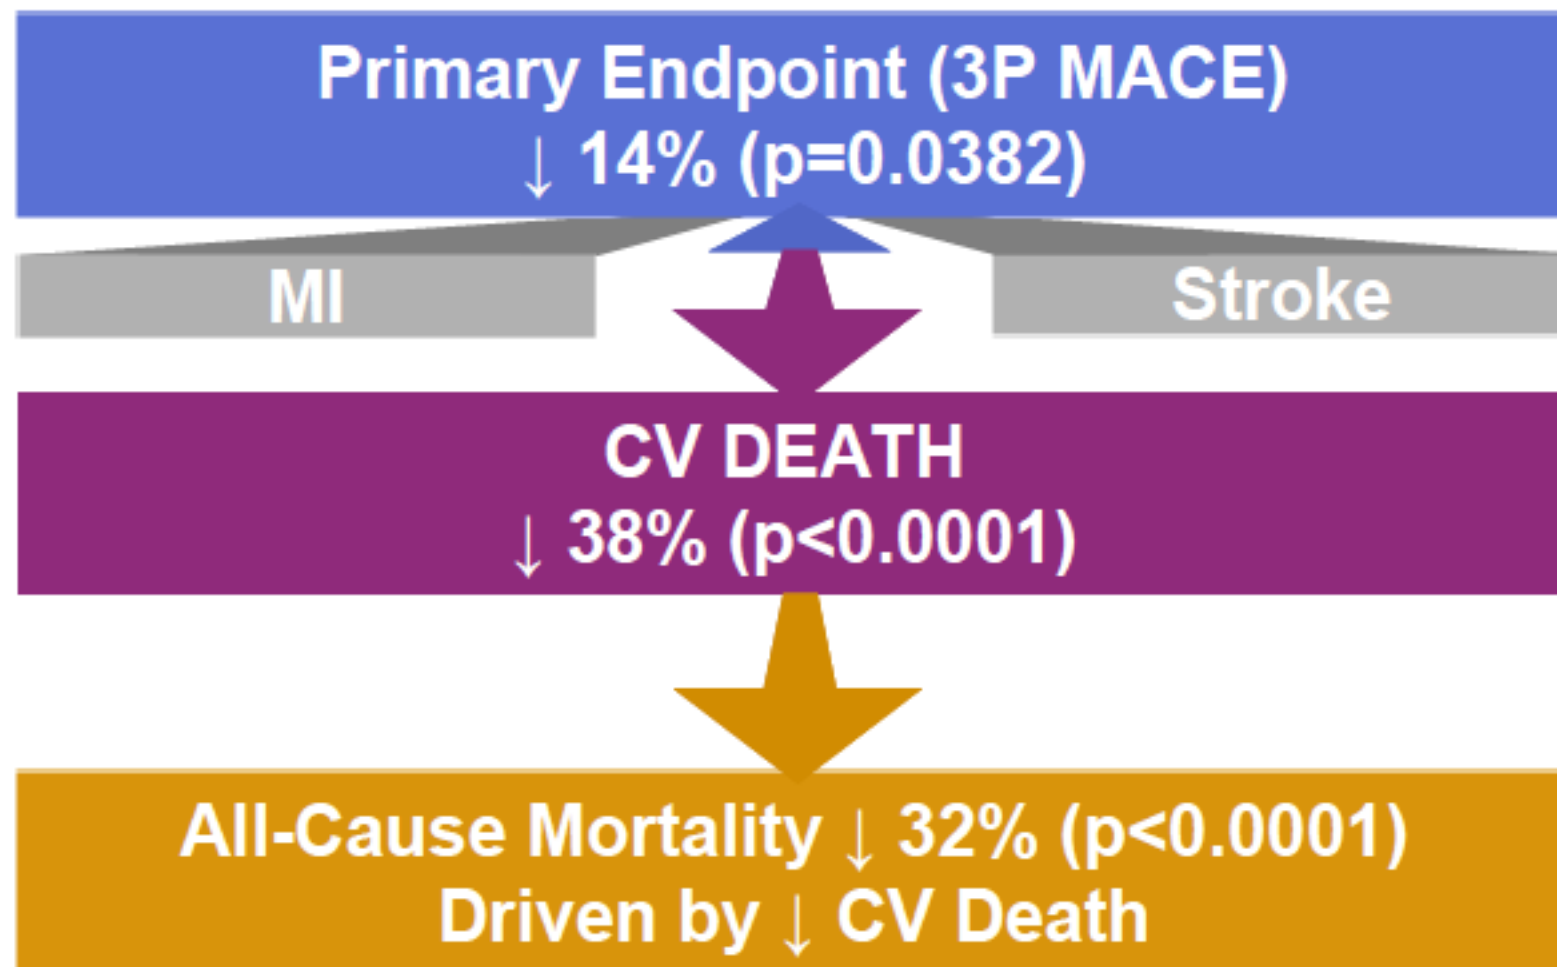 Primary Endpoint (3P MACE)
↓ 14% (p=0.0382)
MI
Stroke
CV DEATH
↓ 38% (p<0.0001)
All-Cause Mortality ↓ 32% (p<0.0001)
Driven by ↓ CV Death